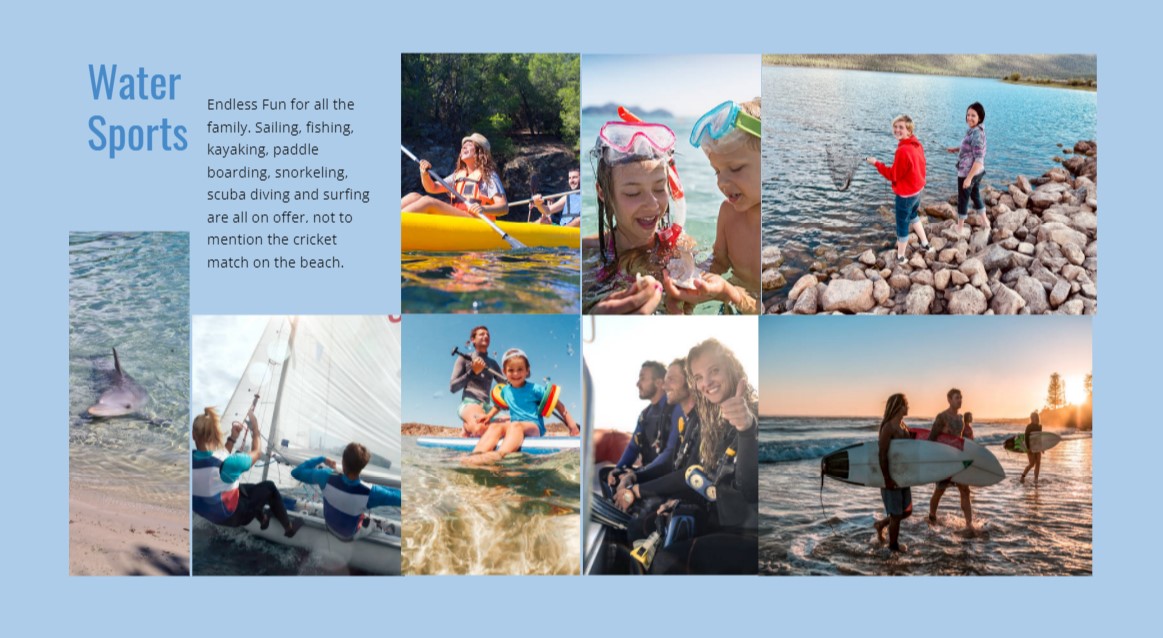 Water
Sports
Endless Fun for all the
family. Sailing, fishing,
kayaking, paddle
boarding, snorkeling,
scuba diving and surfing
are all on offer. not to
mention the cricket
match on the beach.